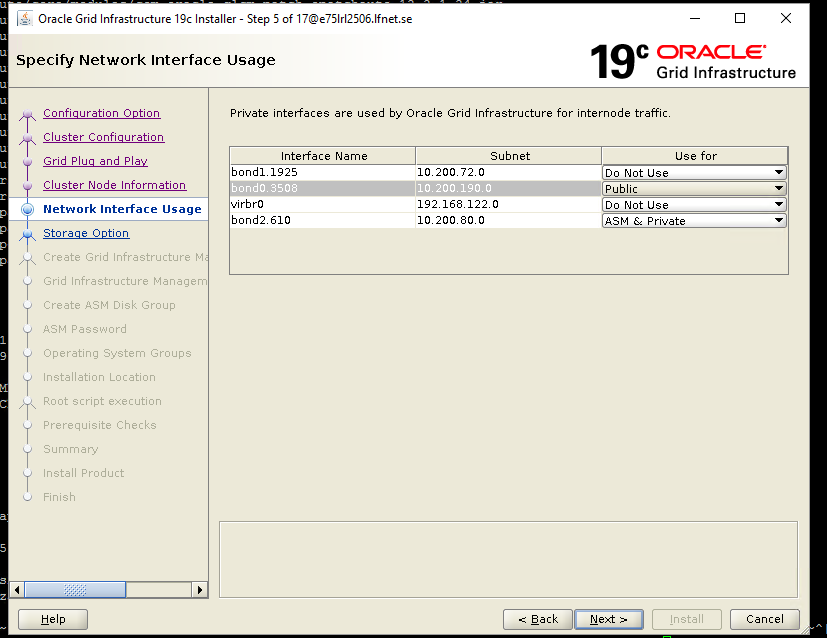 Oracle Grid Infrastructure 19c Installer - Step 5 of 17@e75lrl2506.lfnet.se
Specify Network Interface Usage
19c ORACLE
Grid Infrastructure
Configuration Option
Cluster Configuration
Grid Plug and Play
Cluster Node Information
Network Interface Usage
Storage Option
Create Grid Infrastructure Ma
Grid Infrastructure Managem
Create ASM Disk Group
ASM Password
Operating System Groups
Installation Location
Root script execution
Prerequisite Checks
Summary
Install Product
Finish
Private interfaces are used by Oracle Grid Infrastructure for internode traffic.
Interface Name Subnet Use for
bond1.1925 10.200.72.0 Do Not Use
bond0.3508 10.200.190.0 Public
virbr0 192.168.122.0 Do Not Use
bond2.610 10.200.80.0 ASM & Private
Help < Back Next > Install Cancel